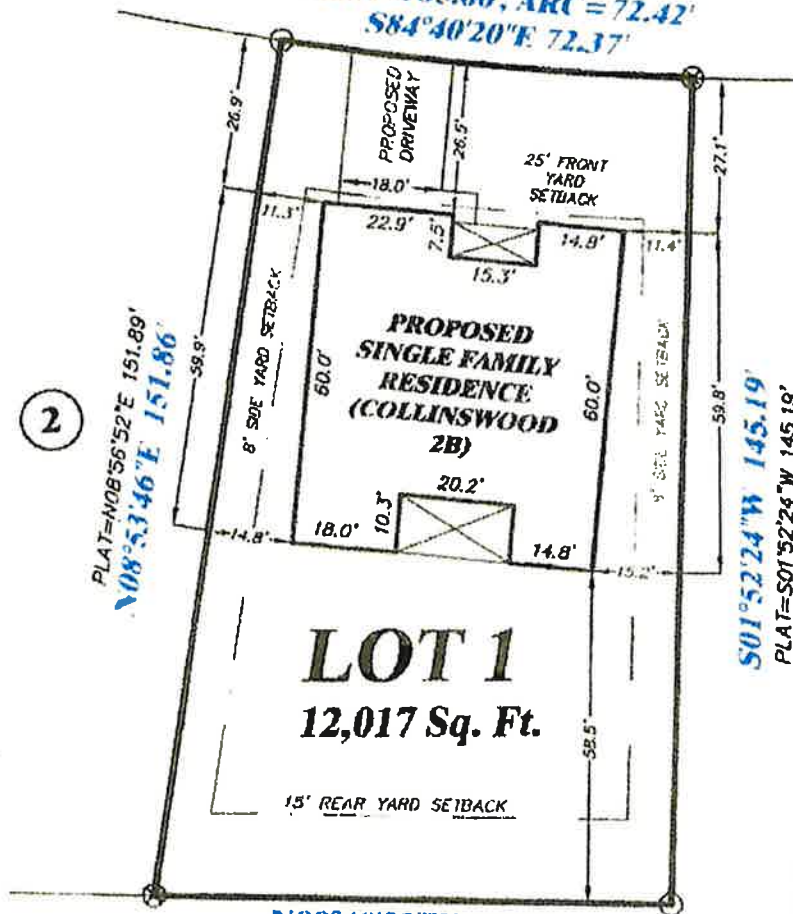 ARC = 72.42'
S84°40'20"E 72.37'
26.9'
PROPOSED
DRIVEWAY
26.5'
25' FRONT
YARD
SETBACK
27.1'
18.0'
11.3'
22.9'
7.5'
15.3'
14.8'
11.4'
PLAT=N08°56'52"E 151.89'
N08°53'46"E 151.86'
59.9'
8' SIDE YARD SETBACK
60.0'
PROPOSED
SINGLE FAMILY
RESIDENCE
(COLLINSWOOD
2B)
60.0'
8' SIDE YARD SETBACK
59.8'
S01°52'24"W 145.19'
PLAT=S01°52'24"W 145.19'
2
20.2'
10.3'
14.8'
18.0'
14.8'
15.2'
LOT 1
12,017 Sq. Ft.
58.5'
15' REAR YARD SETBACK